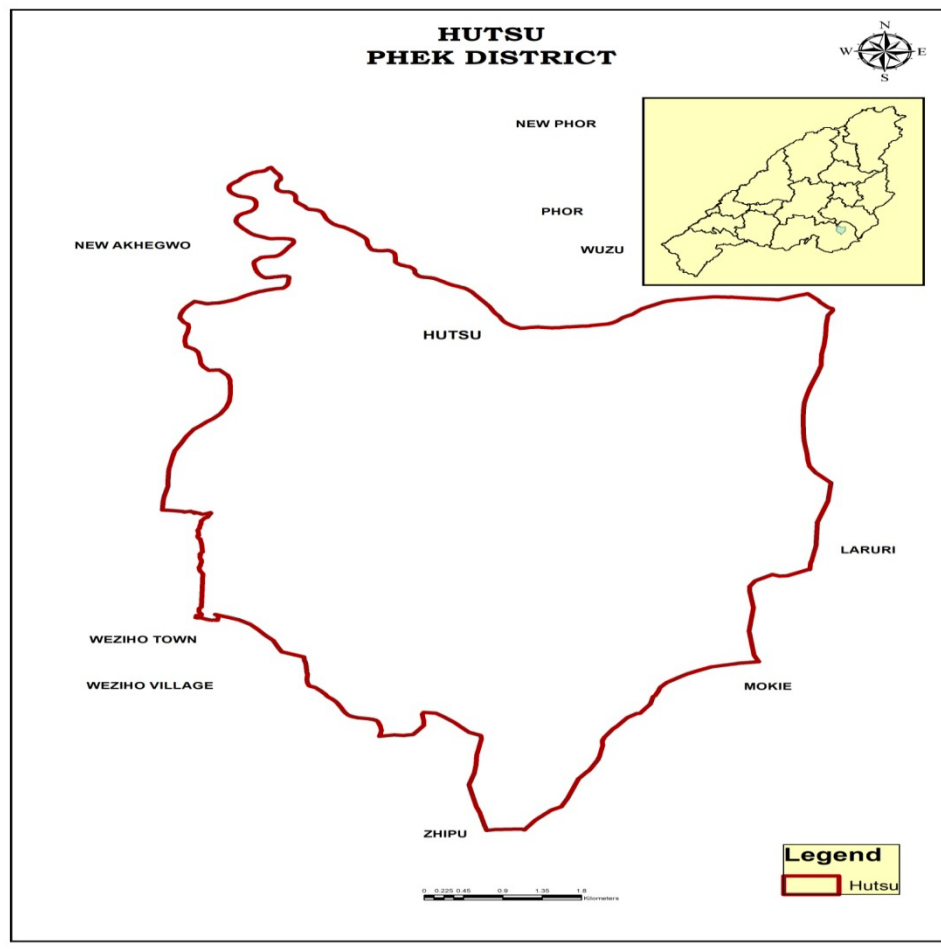 HUTSU
PHEK DISTRICT
N
W E
S
NEW PHOR
PHOR
NEW AKHEGWO
WUZU
HUTSU
LARURI
WEZIHO TOWN
WEZIHO VILLAGE
MOKIE
ZHIPU
Legend
Hutsu
0 0.225 0.45 0.9 1.35 1.8
Kilometers